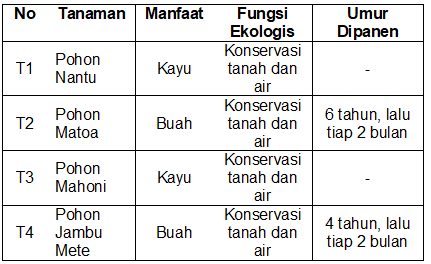 No Tanaman Manfaat Fungsi Ekologis Umur Dipanen
T1 Pohon Nantu Kayu Konservasi tanah dan air -
T2 Pohon Matoa Buah Konservasi tanah dan air 6 tahun, lalu tiap 2 bulan
T3 Pohon Mahoni Kayu Konservasi tanah dan air -
T4 Pohon Jambu Mete Buah Konservasi tanah dan air 4 tahun, lalu tiap 2 bulan